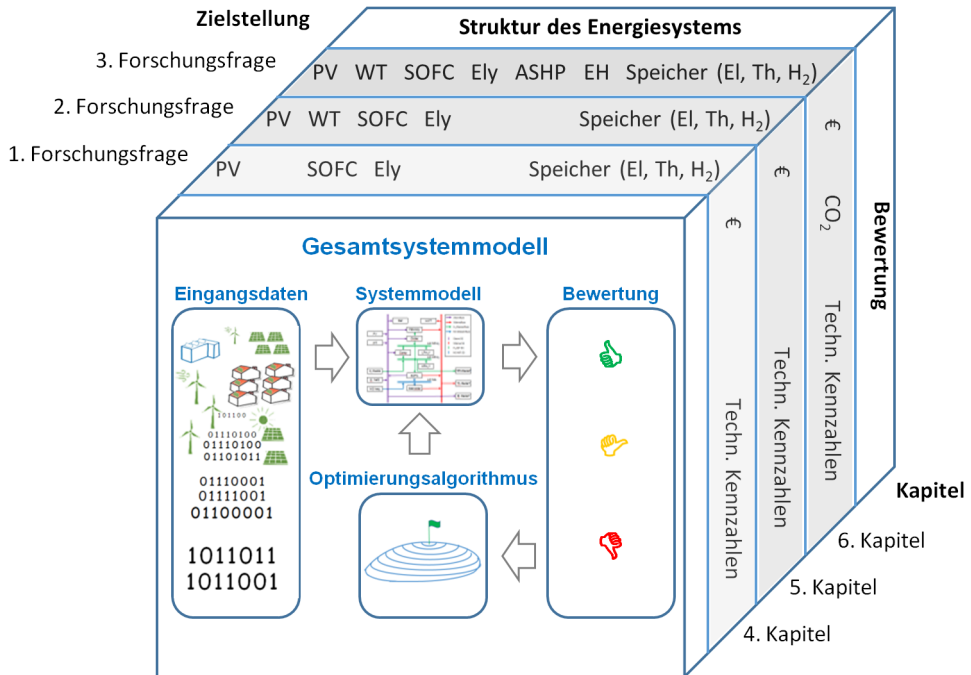 Zielstellung
Struktur des Energiesystems
3. Forschungsfrage
PV WT SOFC Ely ASHP EH Speicher (El, Th, H₂)
2. Forschungsfrage
PV WT SOFC Ely Speicher (El, Th, H₂)
1. Forschungsfrage
PV SOFC Ely Speicher (El, Th, H₂)
€
Techn. Kennzahlen
€
Techn. Kennzahlen
€
CO₂
Techn. Kennzahlen
Bewertung
Gesamtsystemmodell
Eingangsdaten
Systemmodell
Bewertung
101100
01110100
01110100
01101011
01110001
01111001
01100001
1011011
1011001
Optimierungsalgorithmus
Kapitel
6. Kapitel
5. Kapitel
4. Kapitel